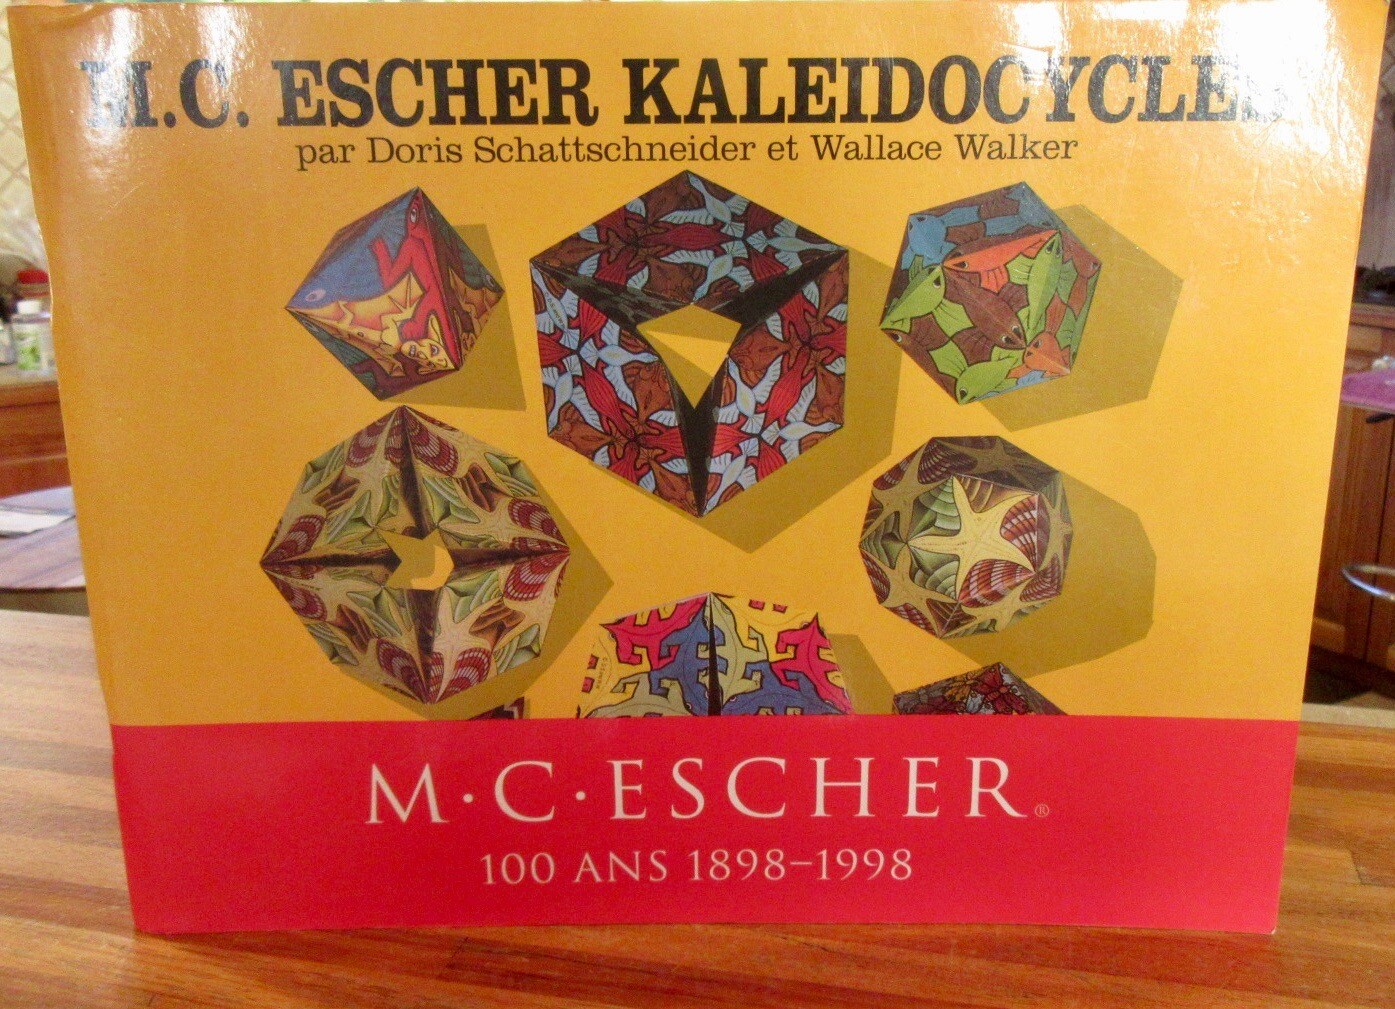 M.C. ESCHER KALEIDOCYCLES
par Doris Schattschneider et Wallace Walker
M·C·ESCHER®
100 ANS 1898–1998